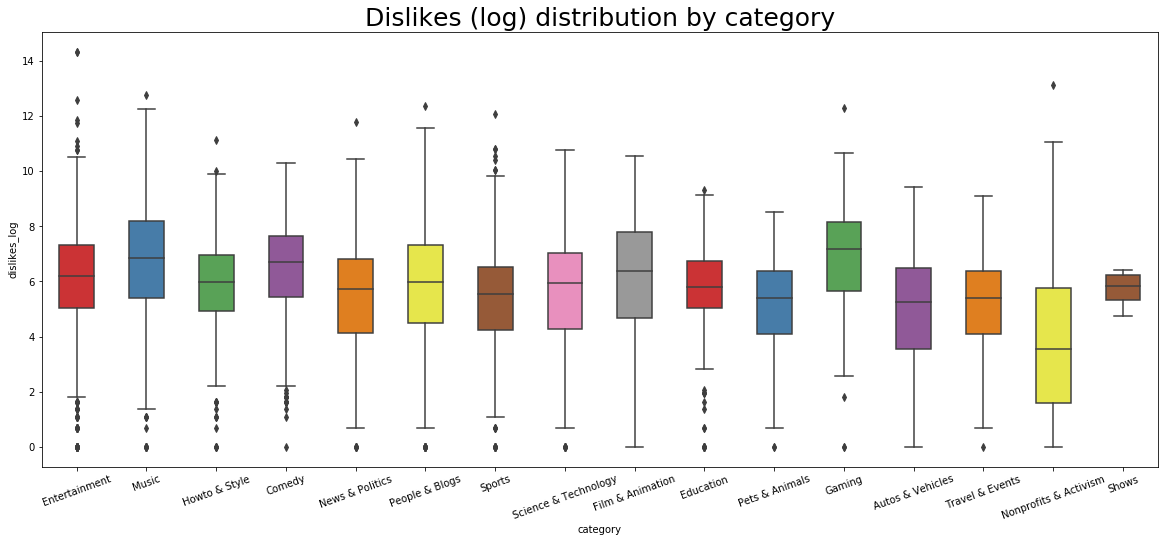 Dislikes (log) distribution by category
14
12
10
8
6
4
2
0
dislikes_log
Entertainment
Music
Howto & Style
Comedy
News & Politics
People & Blogs
Sports
Science & Technology
Film & Animation
Education
Pets & Animals
Gaming
Autos & Vehicles
Travel & Events
Nonprofits & Activism
Shows
category